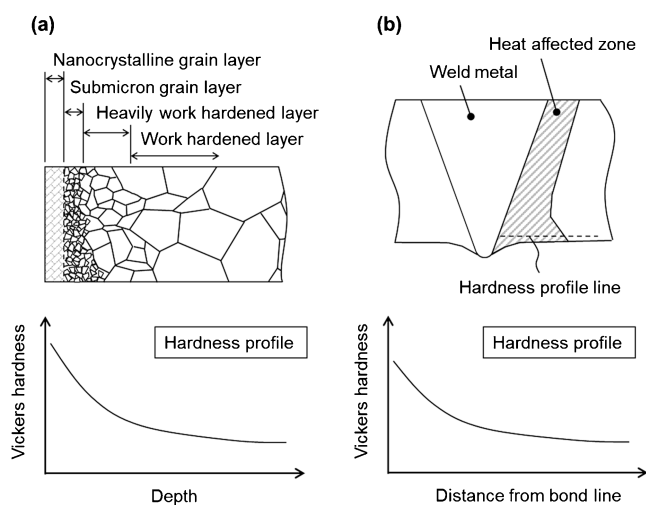 (a)
Nanocrystalline grain layer
Submicron grain layer
Heavily work hardened layer
Work hardened layer
Vickers hardness
Hardness profile
Depth
(b)
Heat affected zone
Weld metal
Hardness profile line
Vickers hardness
Hardness profile
Distance from bond line